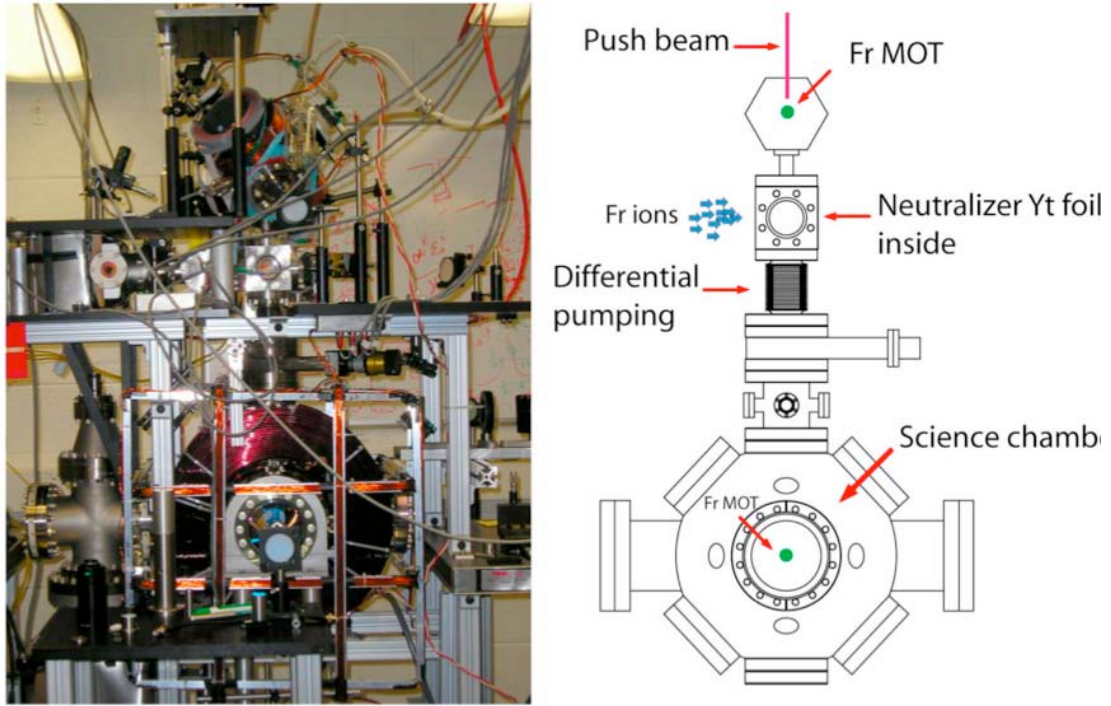 Push beam
Fr MOT
Fr ions
Neutralizer Yt foil
inside
Differential
pumping
Science chambe
Fr MOT